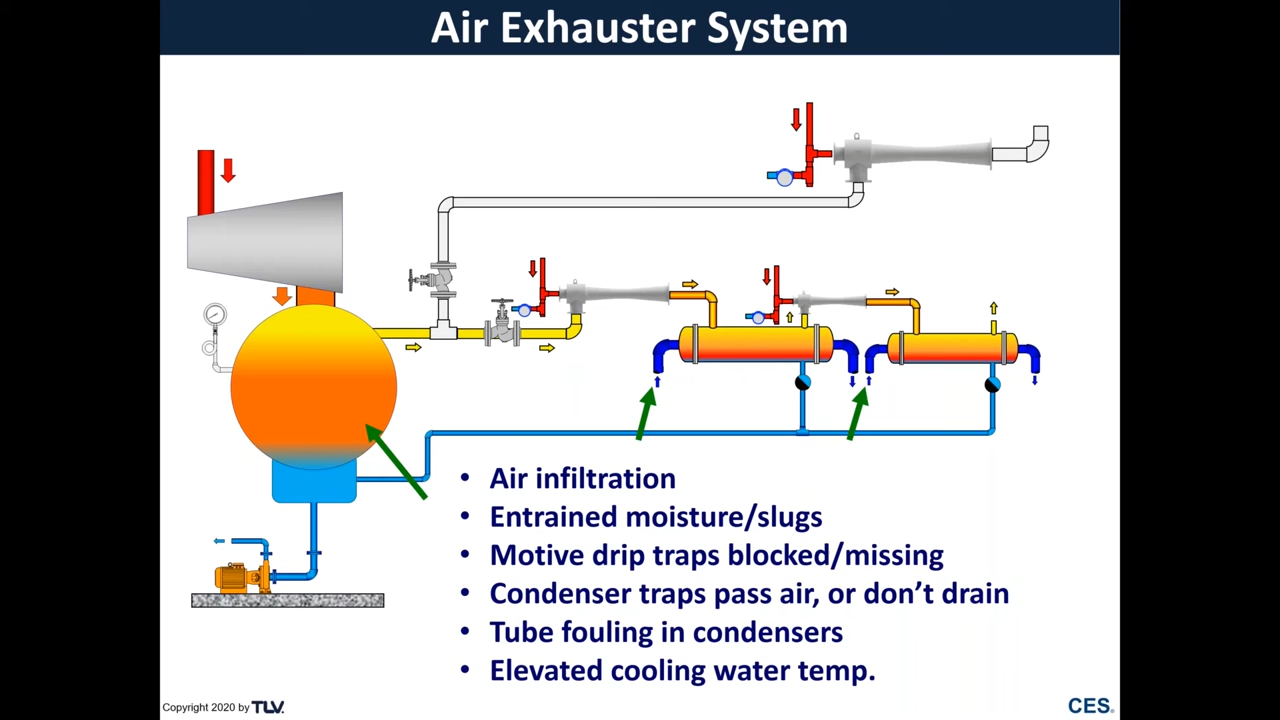 Air Exhauster System
• Air infiltration
• Entrained moisture/slugs
• Motive drip traps blocked/missing
• Condenser traps pass air, or don’t drain
• Tube fouling in condensers
• Elevated cooling water temp.
Copyright 2020 by TLV.
CES®